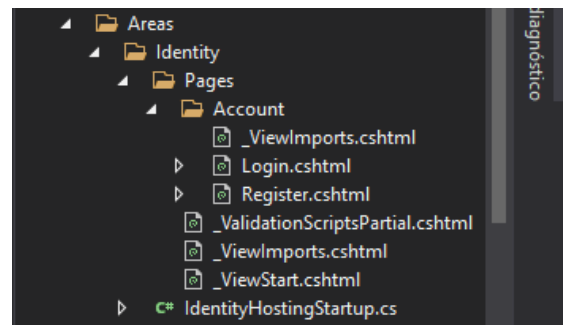 Areas
Identity
Pages
Account
_ViewImports.cshtml
Login.cshtml
Register.cshtml
_ValidationScriptsPartial.cshtml
_ViewImports.cshtml
_ViewStart.cshtml
C# IdentityHostingStartup.cs
diagnóstico